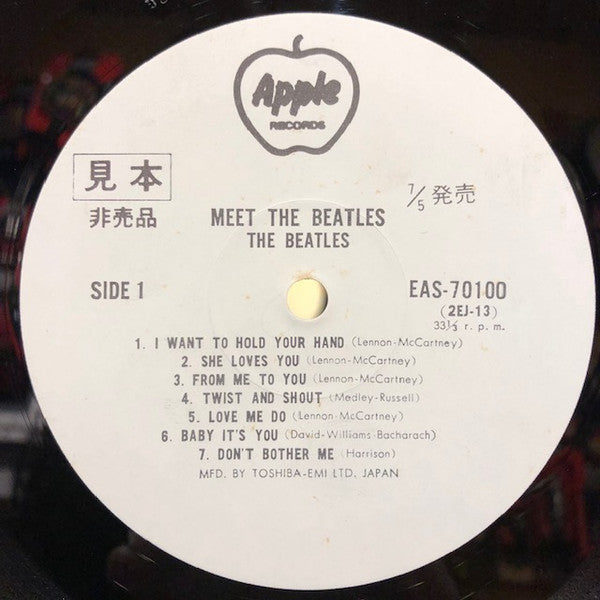 Apple
RECORDS
見本
非売品
7/5 発売
MEET THE BEATLES
THE BEATLES
SIDE 1
EAS-70100
(2EJ-13)
33⅓ r. p. m.
1. I WANT TO HOLD YOUR HAND (Lennon-McCartney)
2. SHE LOVES YOU (Lennon-McCartney)
3. FROM ME TO YOU (Lennon-McCartney)
4. TWIST AND SHOUT (Medley-Russell)
5. LOVE ME DO (Lennon-McCartney)
6. BABY IT'S YOU (David-Williams-Bacharach)
7. DON'T BOTHER ME (Harrison)
MFD. BY TOSHIBA-EMI LTD. JAPAN